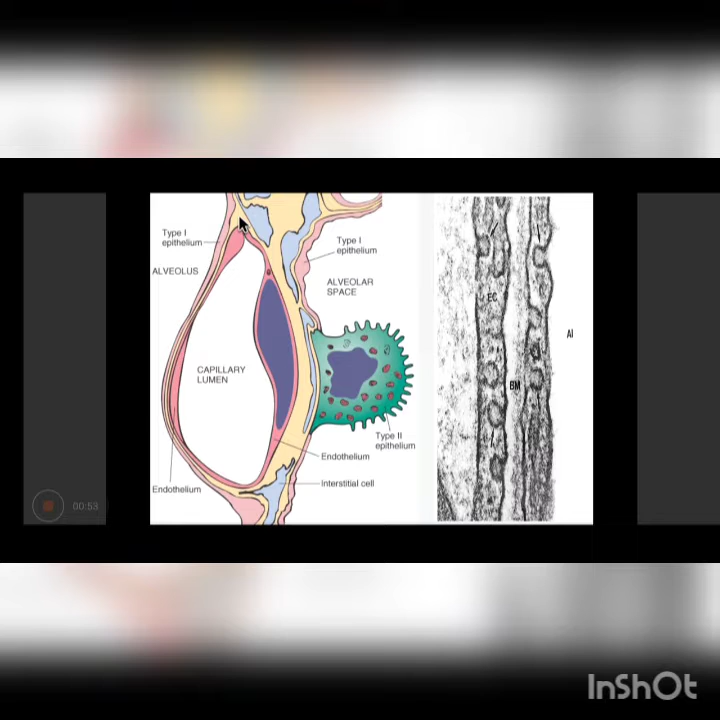 Type I
epithelium
ALVEOLUS
Type I
epithelium
ALVEOLAR
SPACE
CAPILLARY
LUMEN
Type II
epithelium
Endothelium
Interstitial cell
Endothelium
EC
BM
Al
00:53
InShOt